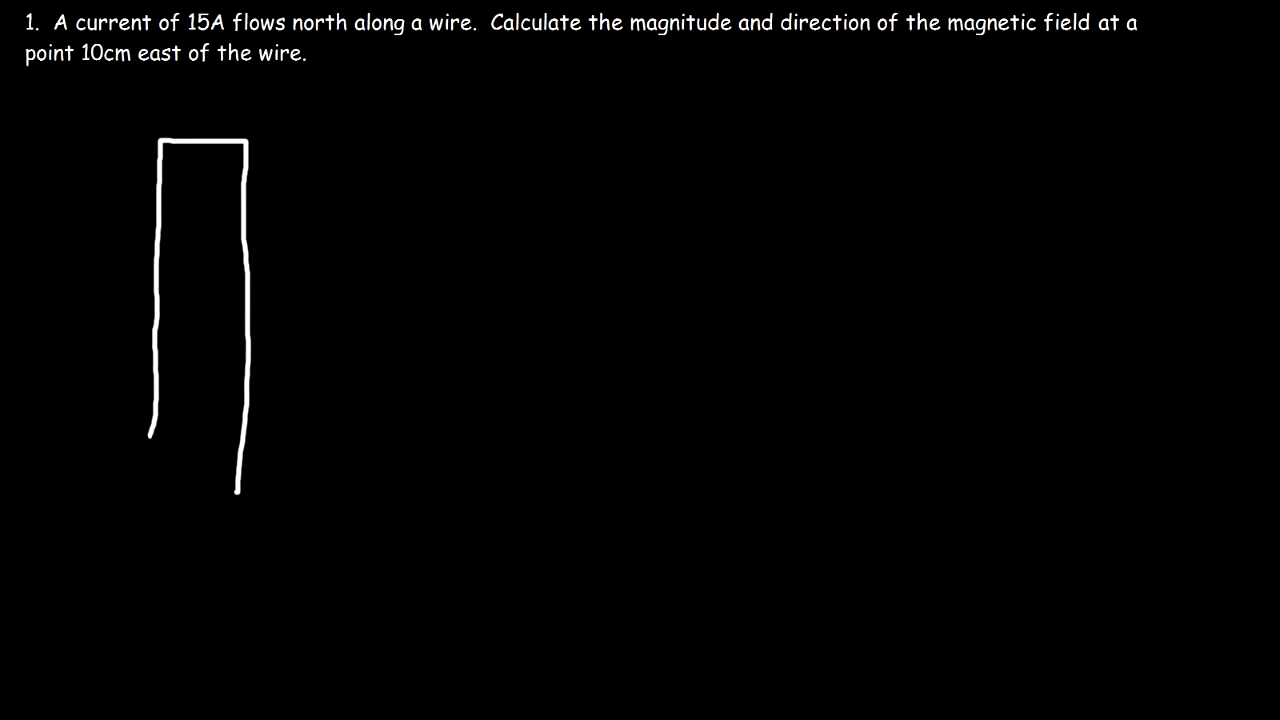 1. A current of 15A flows north along a wire. Calculate the magnitude and direction of the magnetic field at a
point 10cm east of the wire.